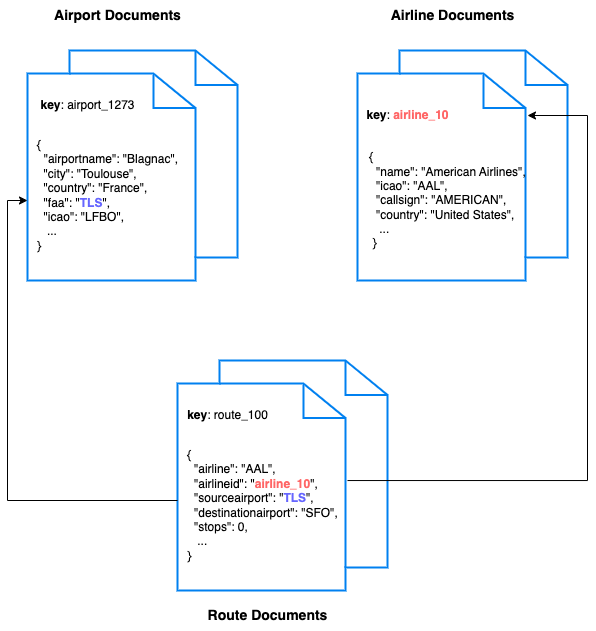 Airport Documents
key: airport_1273
{
"airportname": "Blagnac",
"city": "Toulouse",
"country": "France",
"faa": "TLS",
"icao": "LFBO",
...
}
Airline Documents
key: airline_10
{
"name": "American Airlines",
"icao": "AAL",
"callsign": "AMERICAN",
"country": "United States",
...
}
key: route_100
{
"airline": "AAL",
"airlineid": "airline_10",
"sourceairport": "TLS",
"destinationairport": "SFO",
"stops": 0,
...
}
Route Documents